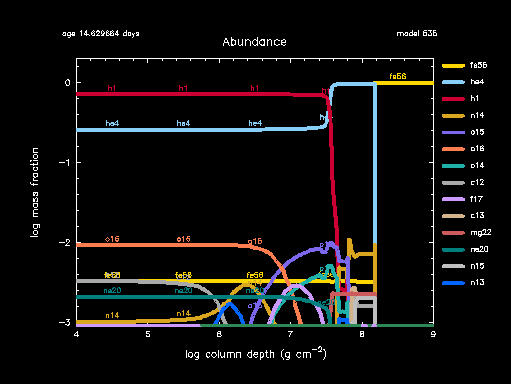 age 14.629664 days
model 636
Abundance
fe56
he4
h1
n14
o15
o16
o14
c12
f17
c13
mg22
ne20
n15
n13
log mass fraction
0
−1
−2
−3
h1 h1 h1
he4 he4 he4
fe56
o16 o16 o16
fe56 fe56
ne20 ne20
n14 n14
4 5 6 7 8 9
log column depth (g cm⁻²)